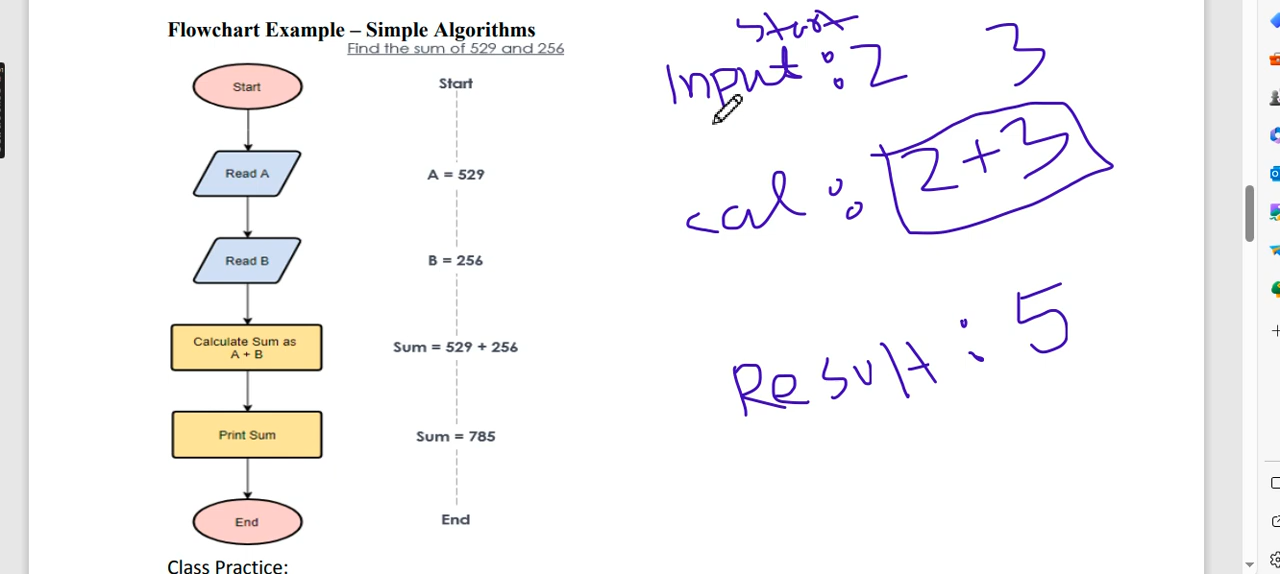 Flowchart Example – Simple Algorithms
Find the sum of 529 and 256
Start
Read A
Read B
Calculate Sum as
A + B
Print Sum
End
Start
A = 529
B = 256
Sum = 529 + 256
Sum = 785
End
Class Practice:
Start
Input : 2 3
cal : 2+3
Result : 5